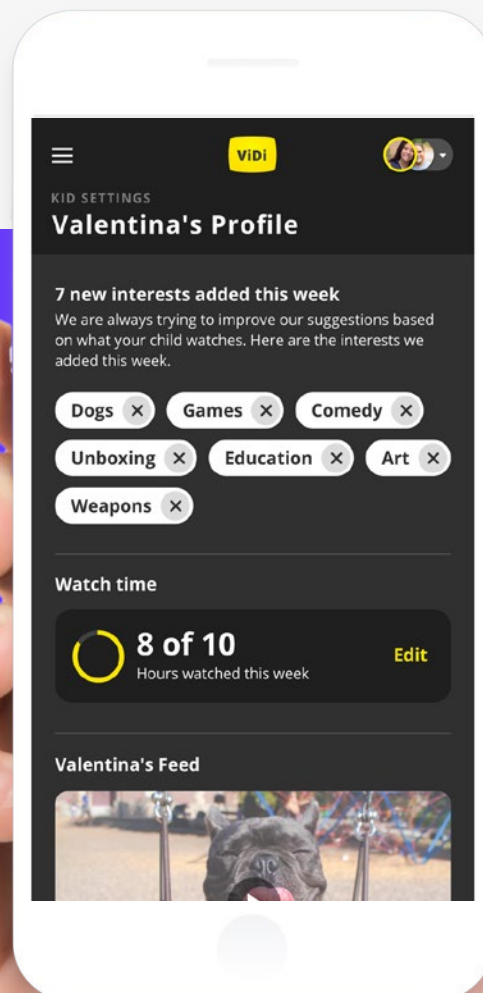 ViDi
KID SETTINGS
Valentina's Profile
7 new interests added this week
We are always trying to improve our suggestions based
on what your child watches. Here are the interests we
added this week.
Dogs × Games × Comedy ×
Unboxing × Education × Art ×
Weapons ×
Watch time
8 of 10
Hours watched this week
Edit
Valentina's Feed